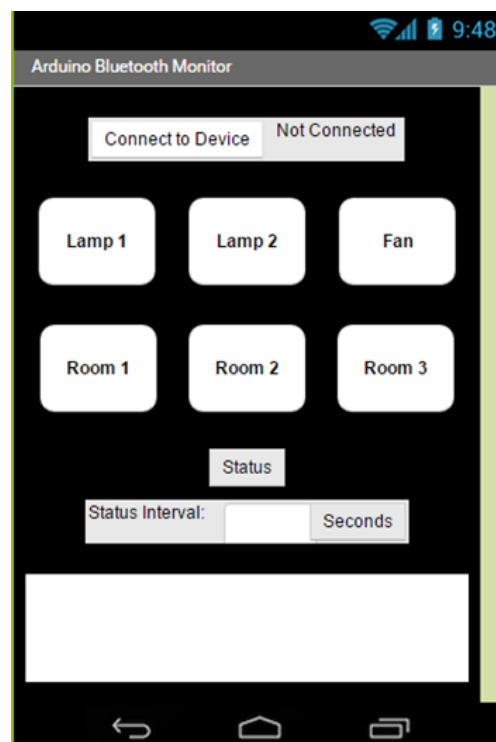 9:48
Arduino Bluetooth Monitor
Connect to Device Not Connected
Lamp 1 Lamp 2 Fan
Room 1 Room 2 Room 3
Status
Status Interval: Seconds